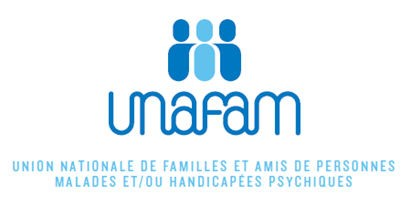 unafam
UNION NATIONALE DE FAMILLES ET AMIS DE PERSONNES
MALADES ET/OU HANDICAPÉES PSYCHIQUES